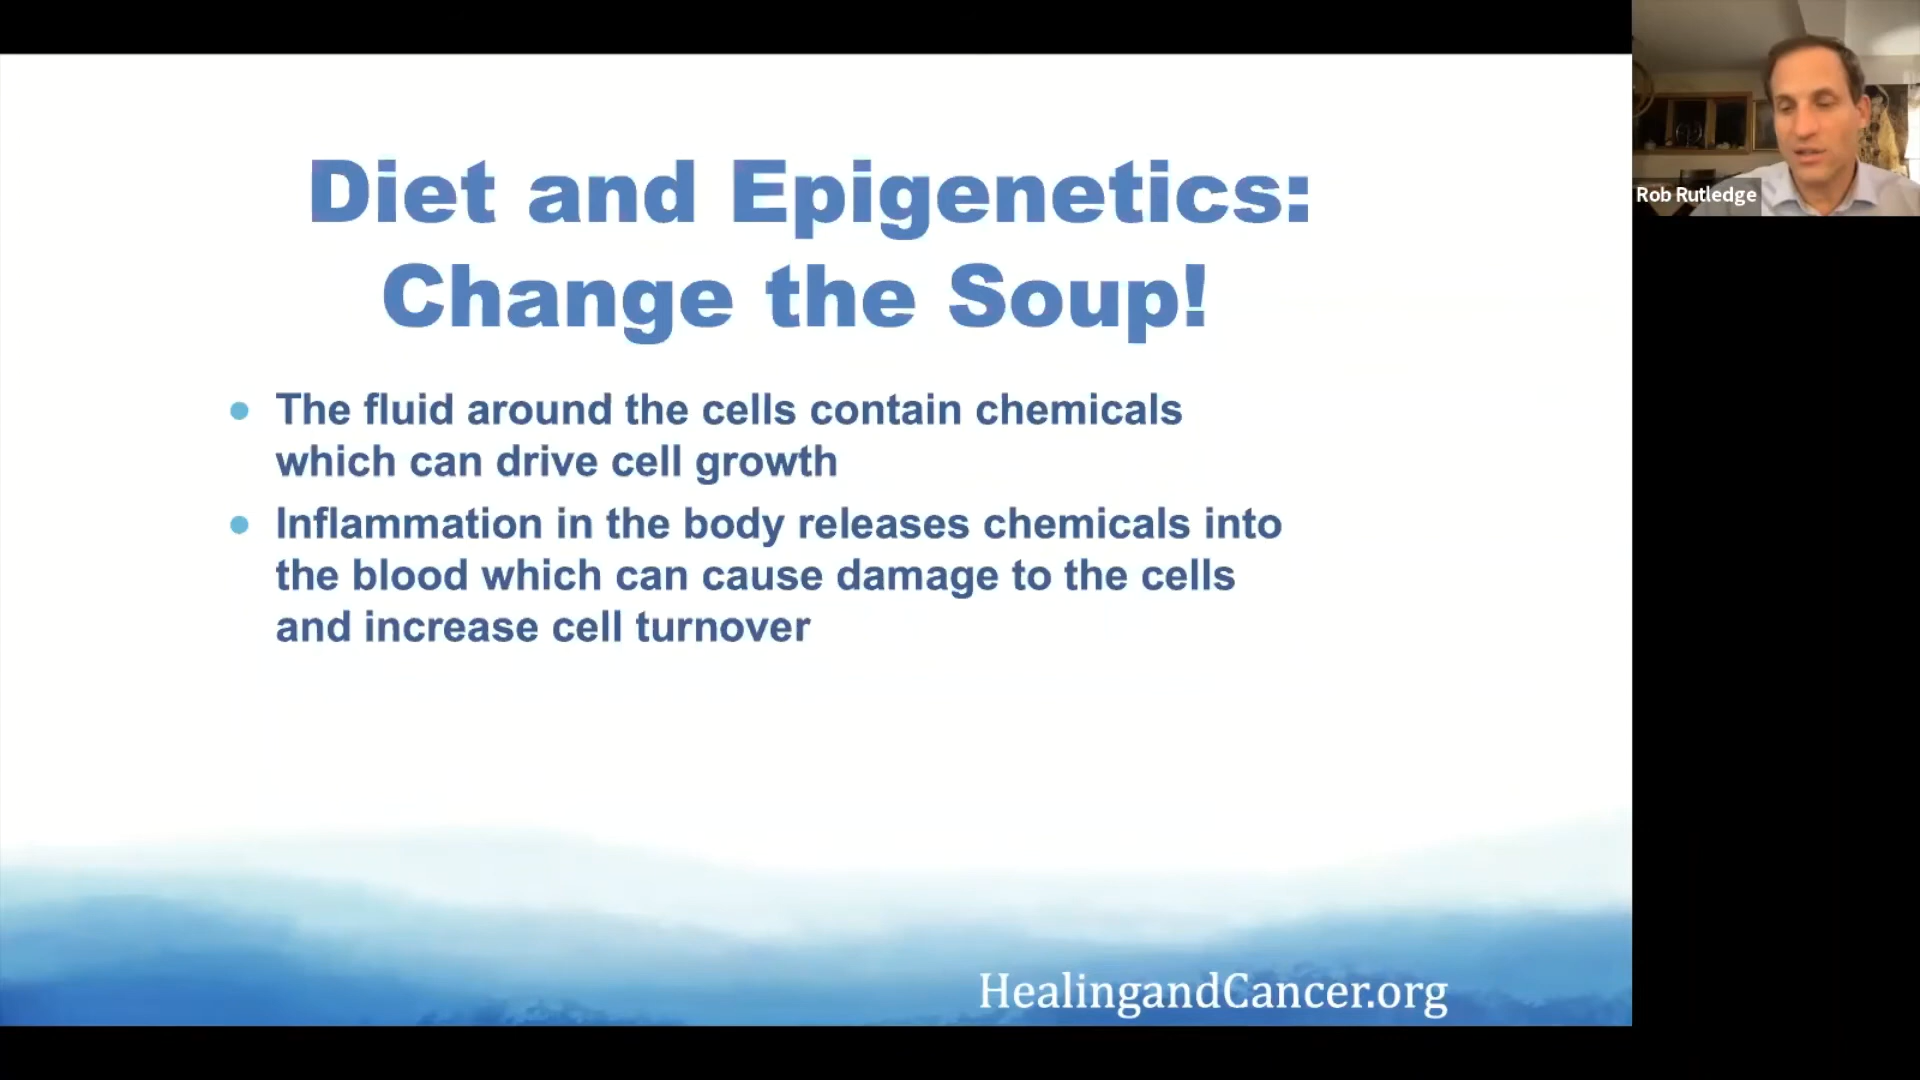 Diet and Epigenetics:
Change the Soup!
• The fluid around the cells contain chemicals
which can drive cell growth
• Inflammation in the body releases chemicals into
the blood which can cause damage to the cells
and increase cell turnover
HealingandCancer.org
Rob Rutledge